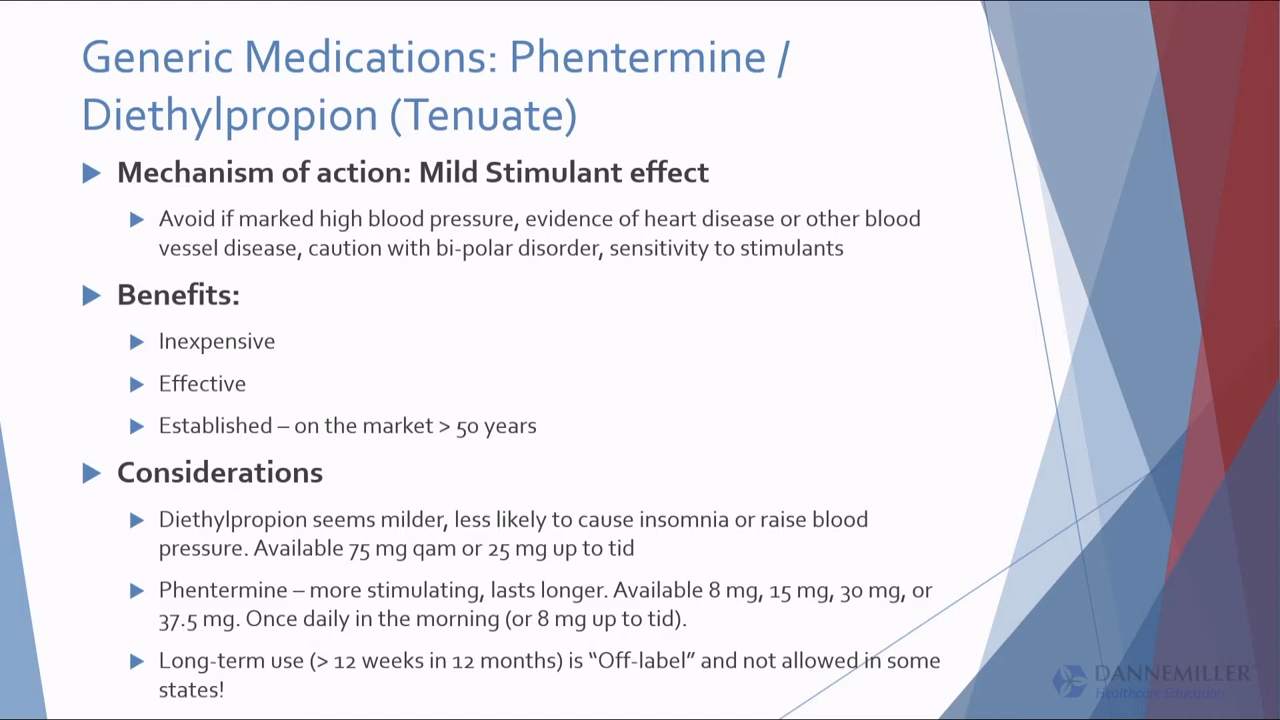 Generic Medications: Phentermine /
Diethylpropion (Tenuate)
Mechanism of action: Mild Stimulant effect
Avoid if marked high blood pressure, evidence of heart disease or other blood
vessel disease, caution with bi-polar disorder, sensitivity to stimulants
Benefits:
Inexpensive
Effective
Established – on the market > 50 years
Considerations
Diethylpropion seems milder, less likely to cause insomnia or raise blood
pressure. Available 75 mg qam or 25 mg up to tid
Phentermine – more stimulating, lasts longer. Available 8 mg, 15 mg, 30 mg, or
37.5 mg. Once daily in the morning (or 8 mg up to tid).
Long-term use (> 12 weeks in 12 months) is “Off-label” and not allowed in some
states!
DANNEMILLER
Healthcare Education